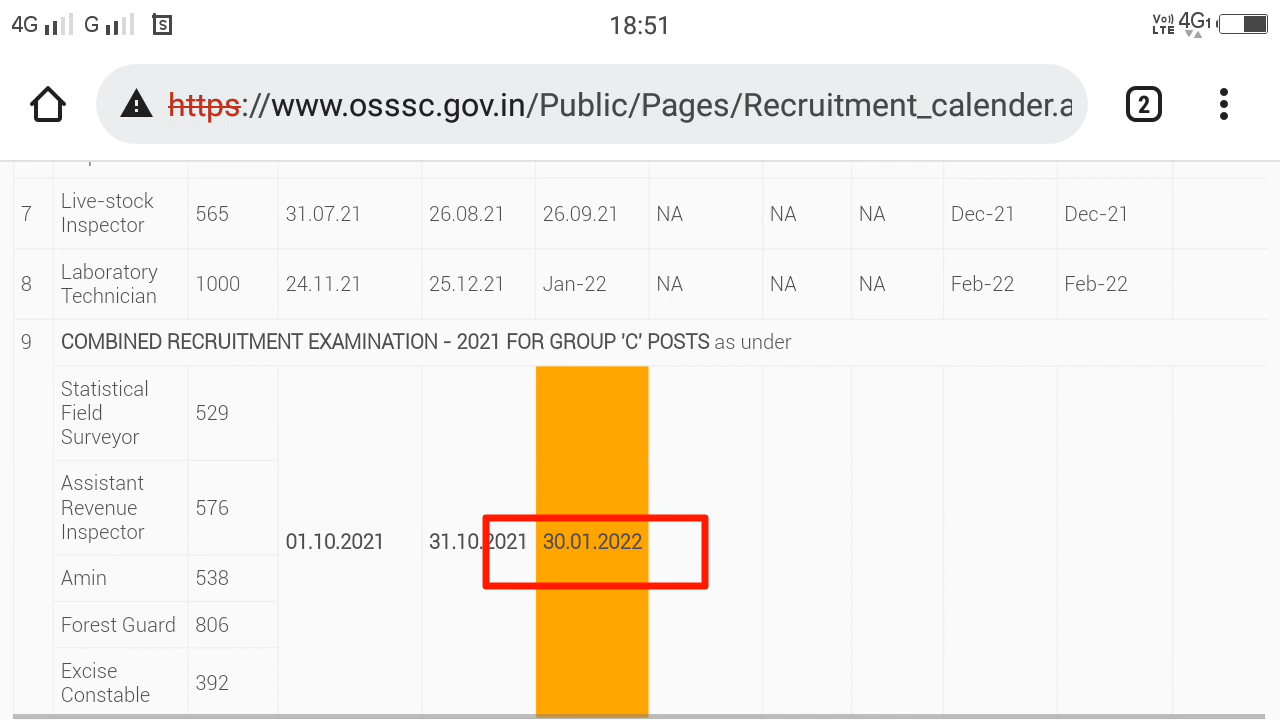 4G G S 18:51 Vo)) LTE 4G1
https://www.osssc.gov.in/Public/Pages/Recruitment_calender.a 2
7 Live-stock Inspector 565 31.07.21 26.08.21 26.09.21 NA NA NA Dec-21 Dec-21
8 Laboratory Technician 1000 24.11.21 25.12.21 Jan-22 NA NA NA Feb-22 Feb-22
9 COMBINED RECRUITMENT EXAMINATION - 2021 FOR GROUP 'C' POSTS as under
Statistical
Field
Surveyor
529
Assistant
Revenue
Inspector
576
01.10.2021 31.10.2021 30.01.2022
Amin 538
Forest Guard 806
Excise
Constable
392